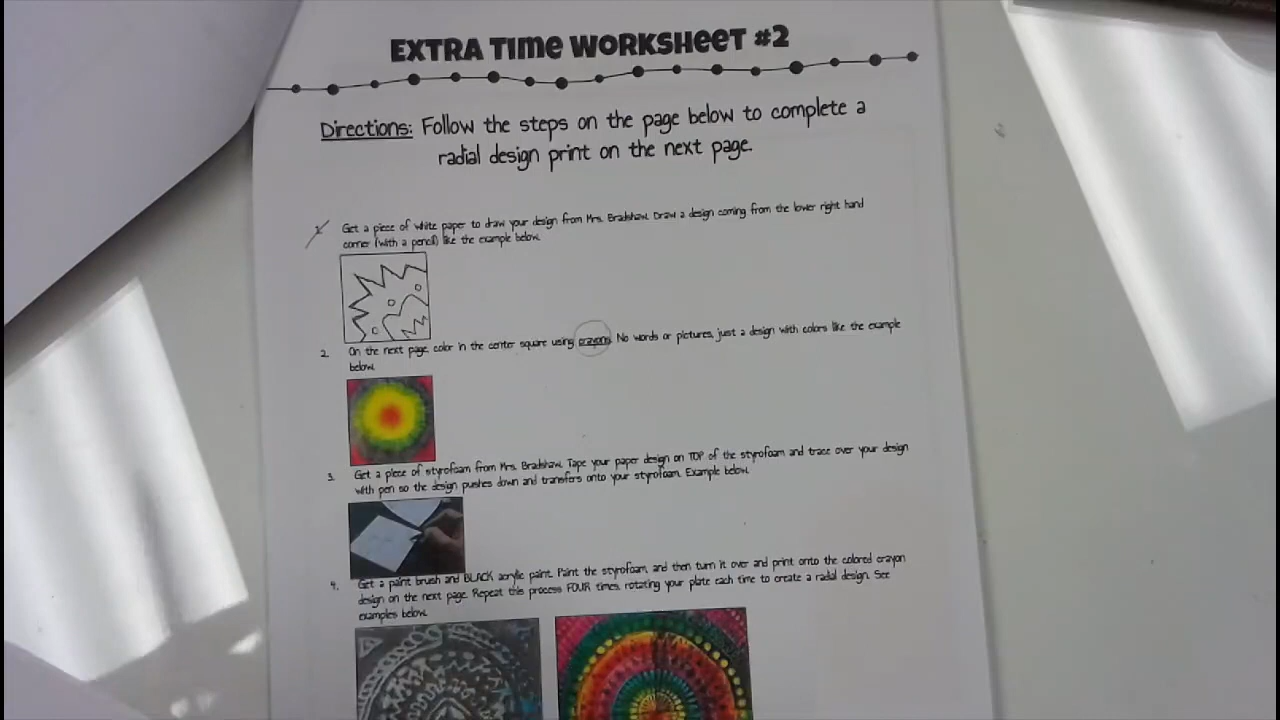 EXTRA TIME WORKSHEET #2
Directions: Follow the steps on the page below to complete a
radial design print on the next page.
1. Get a piece of white paper to draw your design from Mrs. Bradshaw. Draw a design coming from the lower right hand
corner (with a pencil) like the example below.
2. On the next page, color in the center square using crayons. No words or pictures, just a design with colors like the example
below.
3. Get a piece of styrofoam from Mrs. Bradshaw. Tape your paper design on TOP of the styrofoam and trace over your design
with pen so the design pushes down and transfers onto your styrofoam. Example below.
4. Get a paint brush and BLACK acrylic paint. Paint the styrofoam, and then turn it over and print onto the colored crayon
design on the next page. Repeat this process FOUR times, rotating your plate each time to create a radial design. See
examples below.